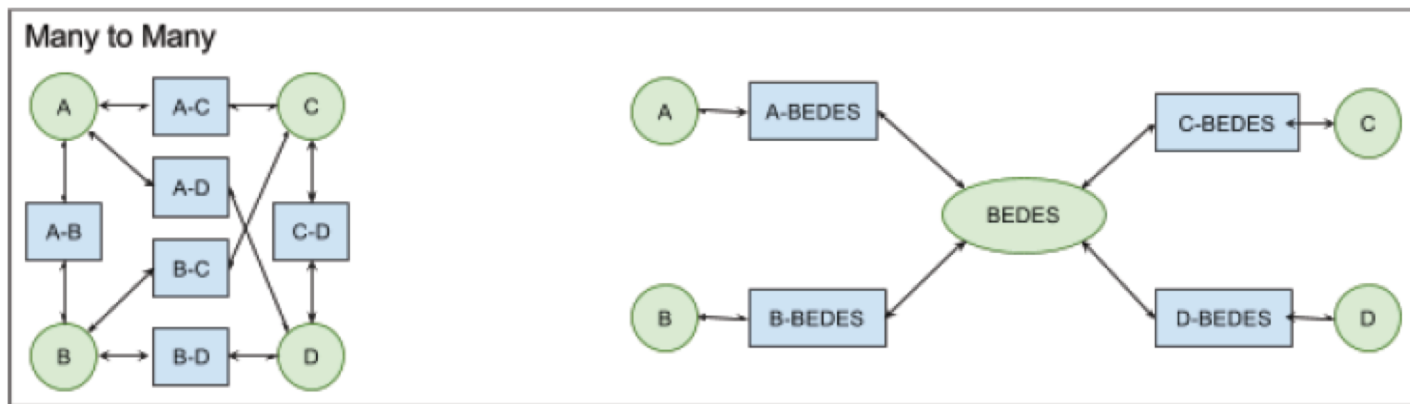 Many to Many
A
A-C
C
A-D
A-B
C-D
B-C
B
B-D
D
A
A-BEDES
C-BEDES
C
BEDES
B
B-BEDES
D-BEDES
D